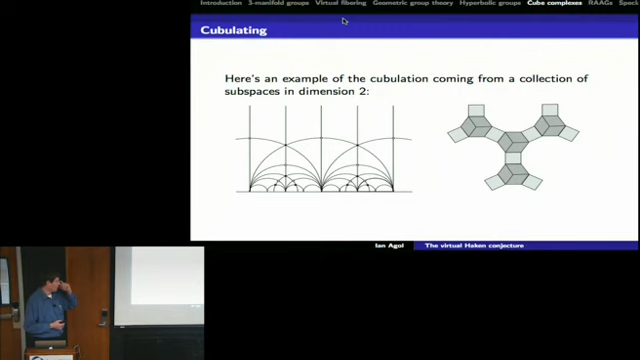 Introduction 3-manifold groups Virtual fibering Geometric group theory Hyperbolic groups Cube complexes RAAGs Spec
Cubulating
Here's an example of the cubulation coming from a collection of
subspaces in dimension 2:
Ian Agol The virtual Haken conjecture